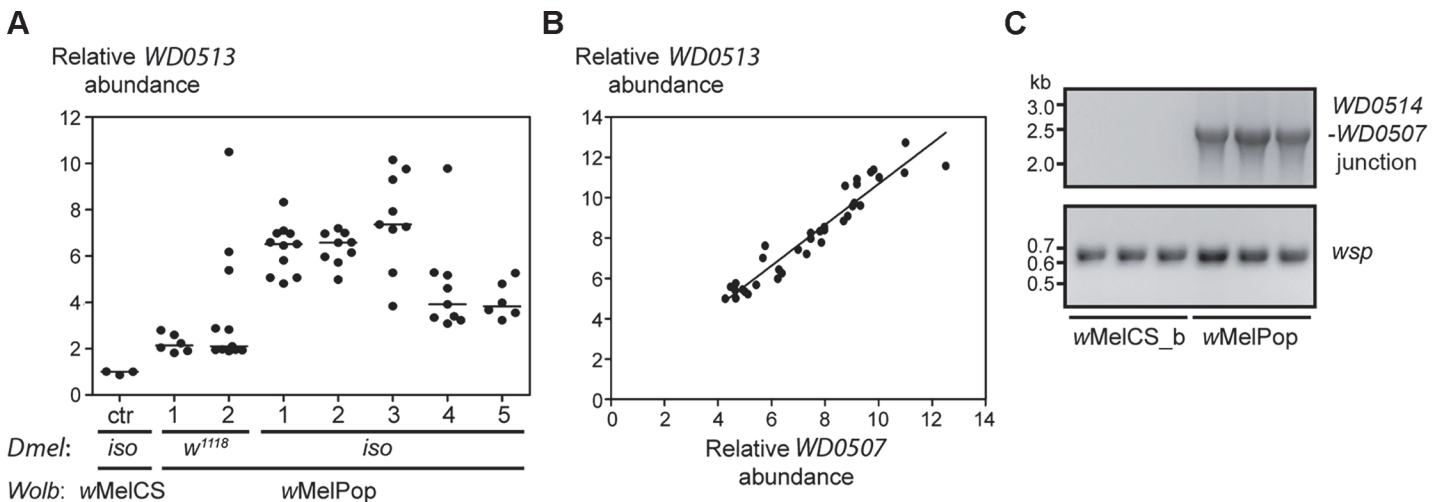 A
Relative WD0513
abundance
12
10
8
6
4
2
0
ctr 1 2 1 2 3 4 5
Dmel: iso w1118 iso
Wolb: wMelCS wMelPop
B
Relative WD0513
abundance
14
12
10
8
6
4
2
0
0 2 4 6 8 10 12 14
Relative WD0507
abundance
C
kb
3.0
2.5
2.0
WD0514
-WD0507
junction
0.7
0.6
0.5
wsp
wMelCS_b wMelPop